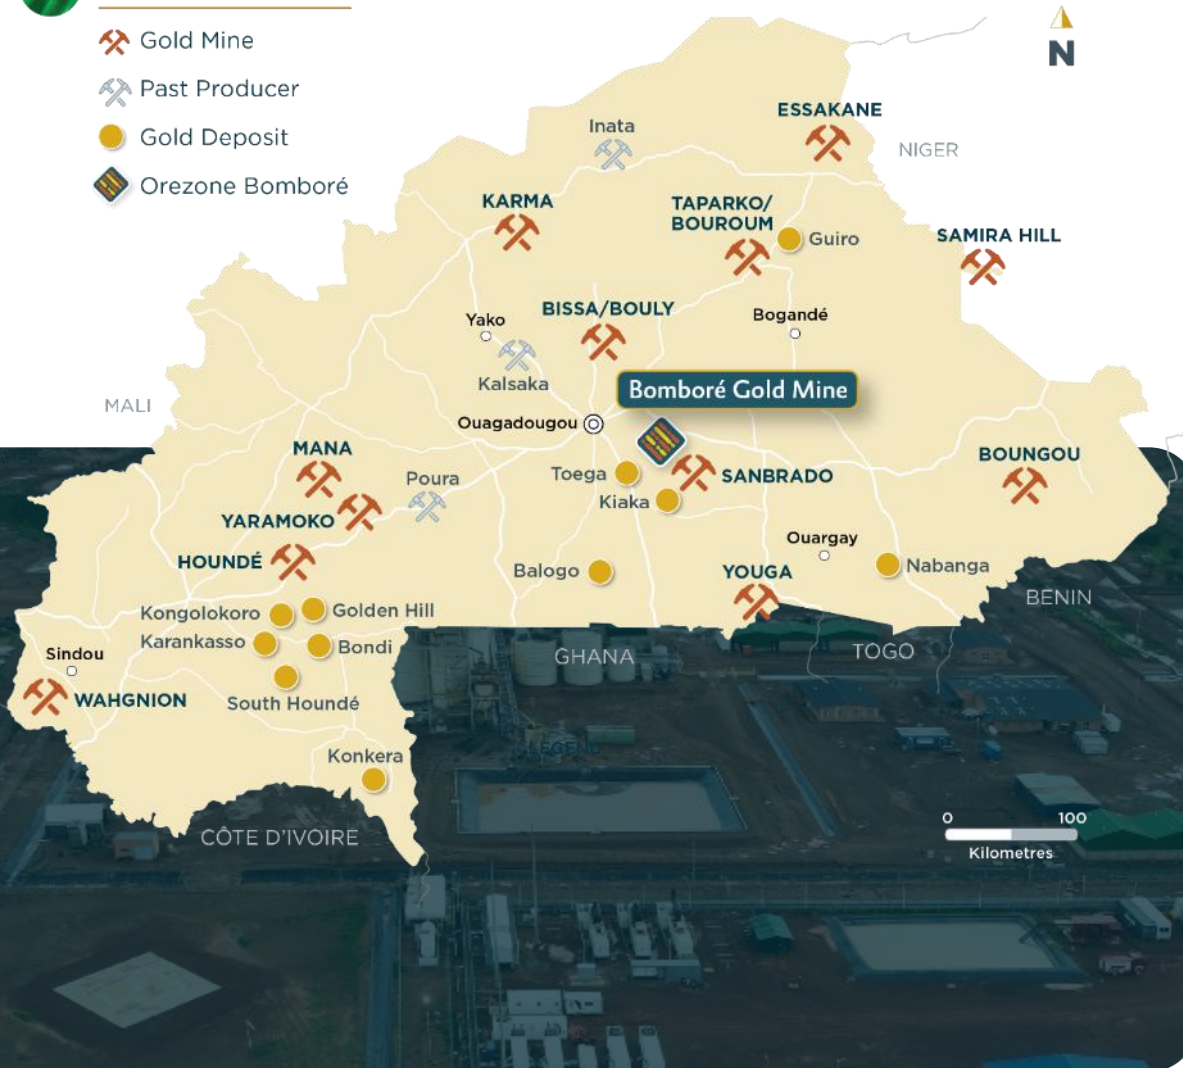 Gold Mine
Past Producer
Gold Deposit
Orezone Bomboré
N
ESSAKANE
Inata
NIGER
KARMA
TAPARKO/
BOUROUM
Guiro
SAMIRA HILL
BISSA/BOULY
Yako
Bogandé
Kalsaka
Bomboré Gold Mine
MALI
Ouagadougou
MANA
Toega
SANBRADO
BOUNGOU
Poura
Kiaka
YARAMOKO
Ouargay
HOUNDÉ
Balogo
YOUGA
Nabanga
BENIN
Kongolokoro
Golden Hill
Karankasso
Bondi
Sindou
GHANA
TOGO
WAHGNION
South Houndé
LEGEND
Konkera
CÔTE D'IVOIRE
0 100
Kilometres